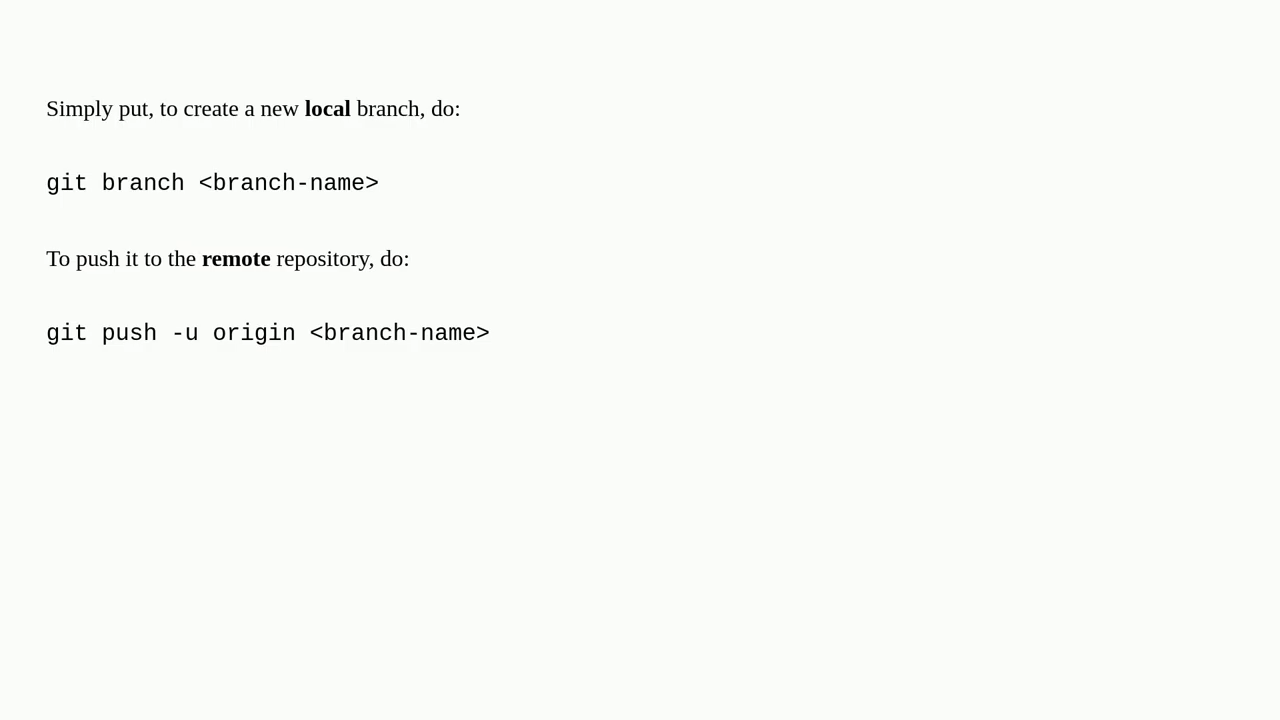 Simply put, to create a new local branch, do:
git branch <branch-name>
To push it to the remote repository, do:
git push -u origin <branch-name>